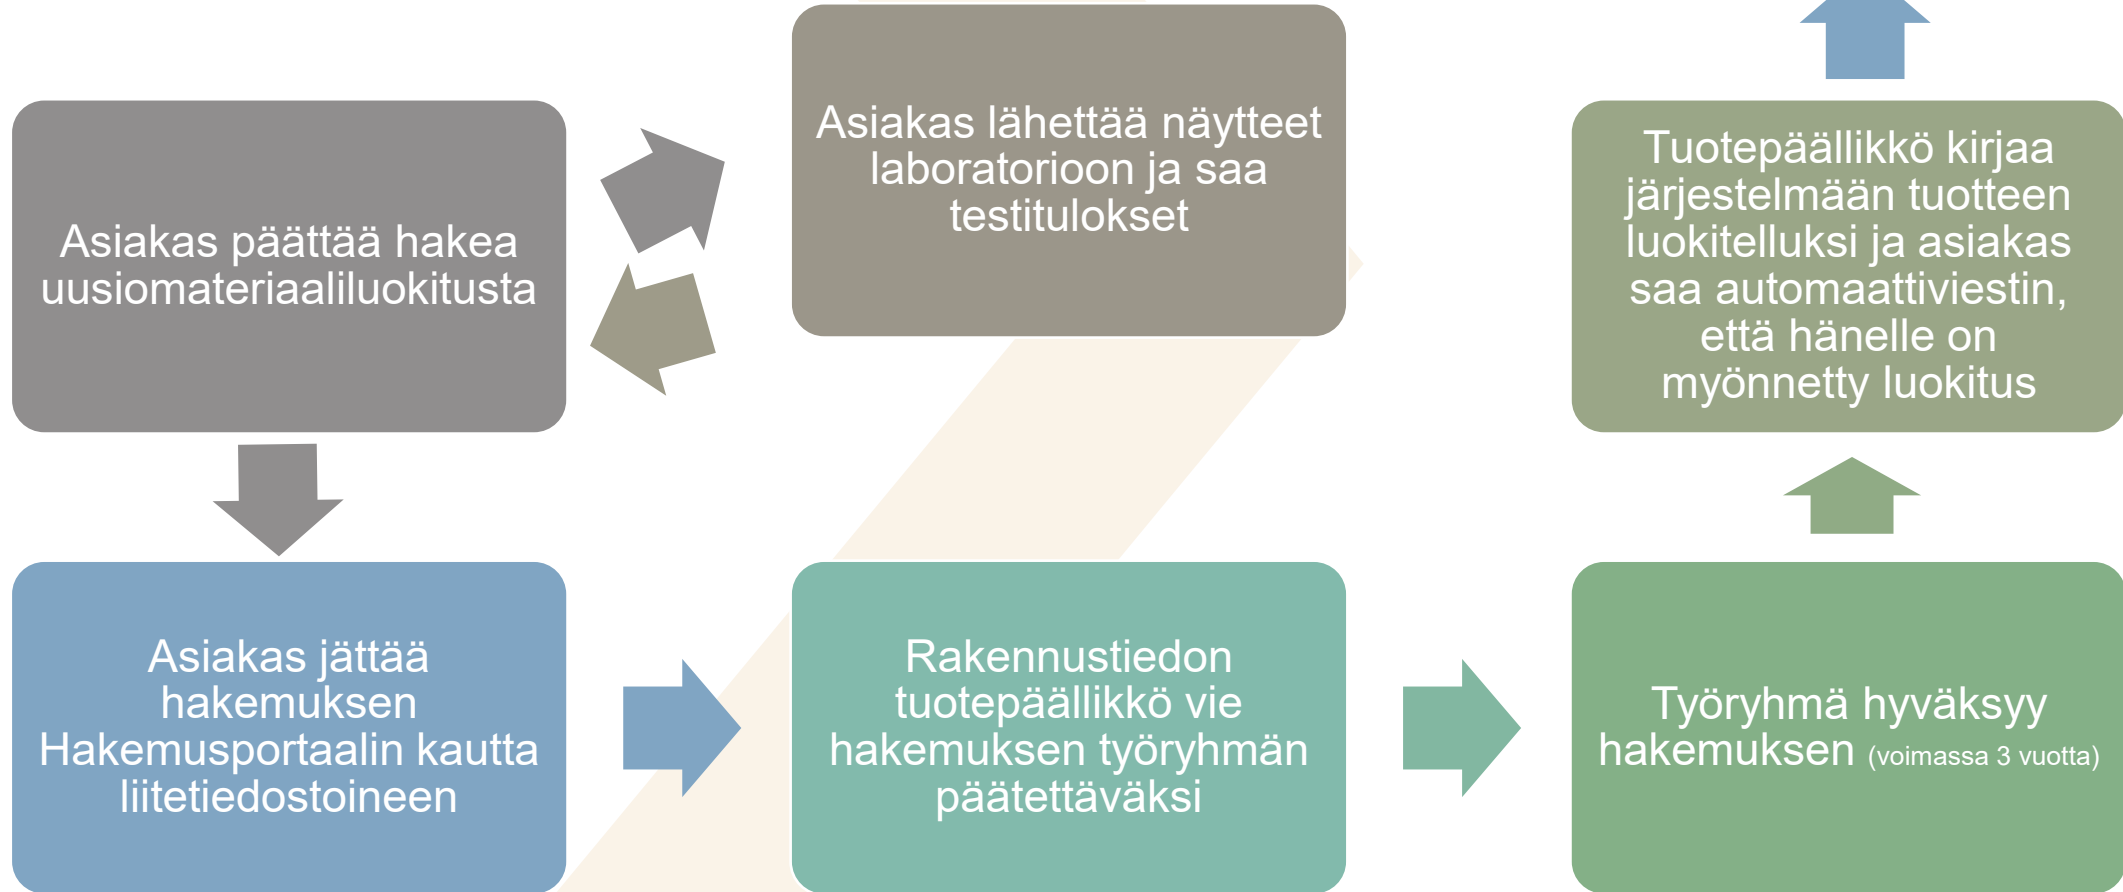 Asiakas päättää hakea
uusiomateriaaliluokitusta
Asiakas lähettää näytteet
laboratorioon ja saa
testitulokset
Asiakas jättää
hakemuksen
Hakemusportaalin kautta
liitetiedostoineen
Rakennustiedon
tuotepäällikkö vie
hakemuksen työryhmän
päätettäväksi
Työryhmä hyväksyy
hakemuksen (voimassa 3 vuotta)
Tuotepäällikkö kirjaa
järjestelmään tuotteen
luokitelluksi ja asiakas
saa automaattiviestin,
että hänelle on
myönnetty luokitus